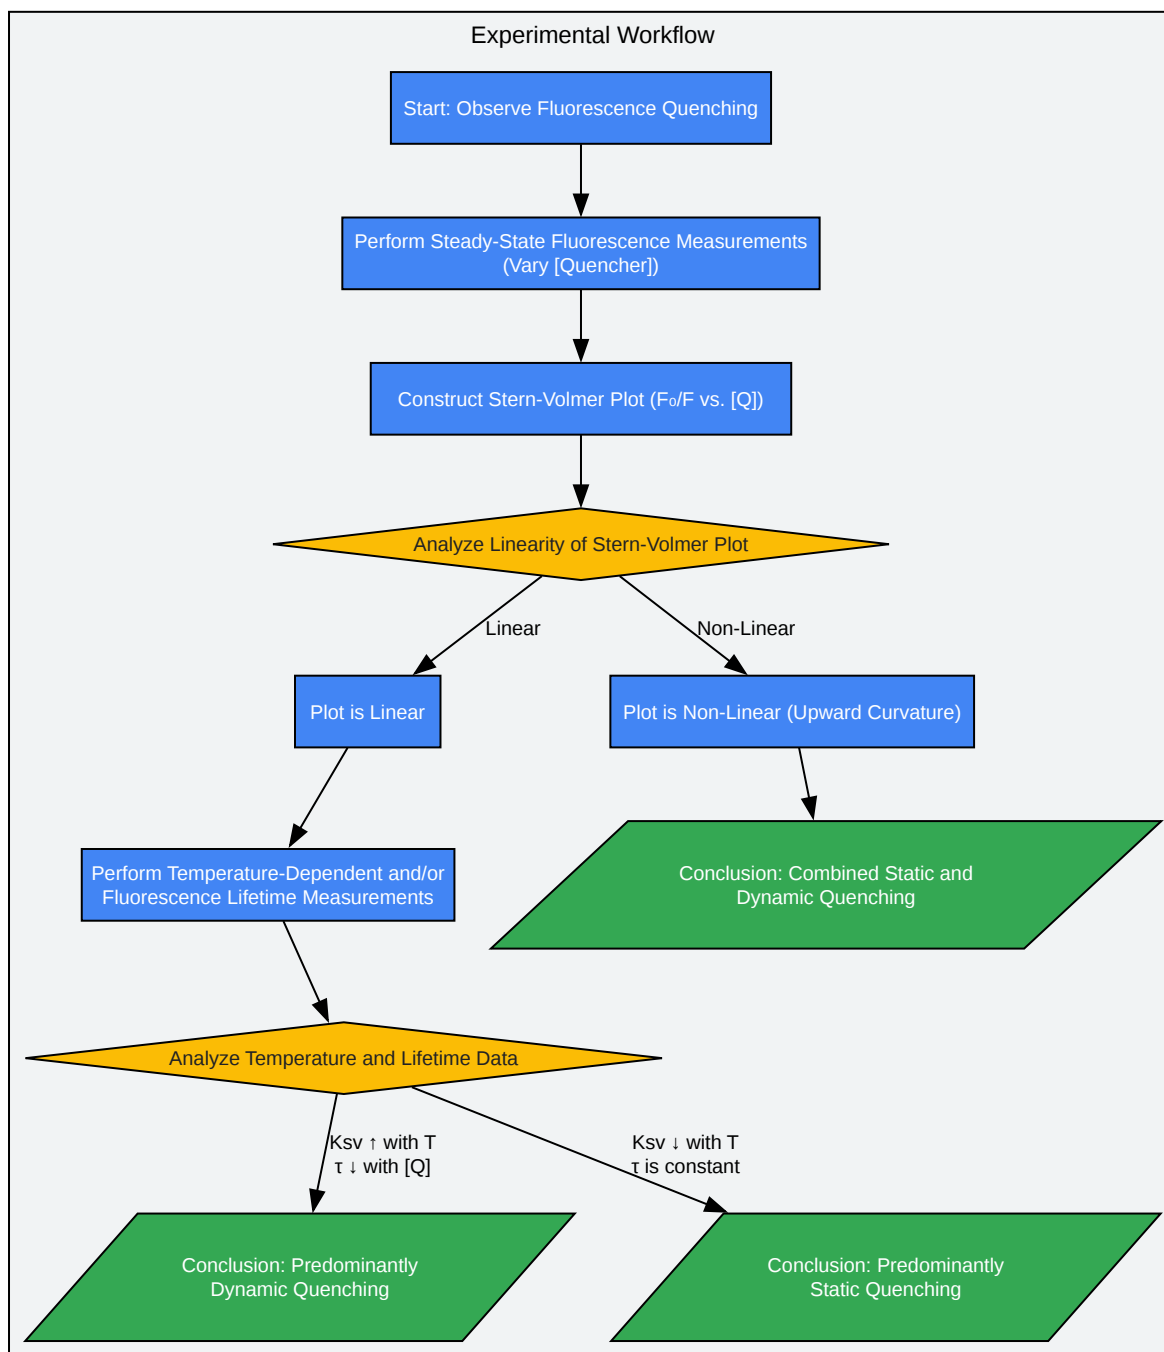 Experimental Workflow
Start: Observe Fluorescence Quenching
Perform Steady-State Fluorescence Measurements
(Vary [Quencher])
Construct Stern-Volmer Plot (F₀/F vs. [Q])
Analyze Linearity of Stern-Volmer Plot
Linear
Non-Linear
Plot is Linear
Plot is Non-Linear (Upward Curvature)
Perform Temperature-Dependent and/or
Fluorescence Lifetime Measurements
Conclusion: Combined Static and
Dynamic Quenching
Analyze Temperature and Lifetime Data
Ksv ↑ with T
τ ↓ with [Q]
Ksv ↓ with T
τ is constant
Conclusion: Predominantly
Dynamic Quenching
Conclusion: Predominantly
Static Quenching